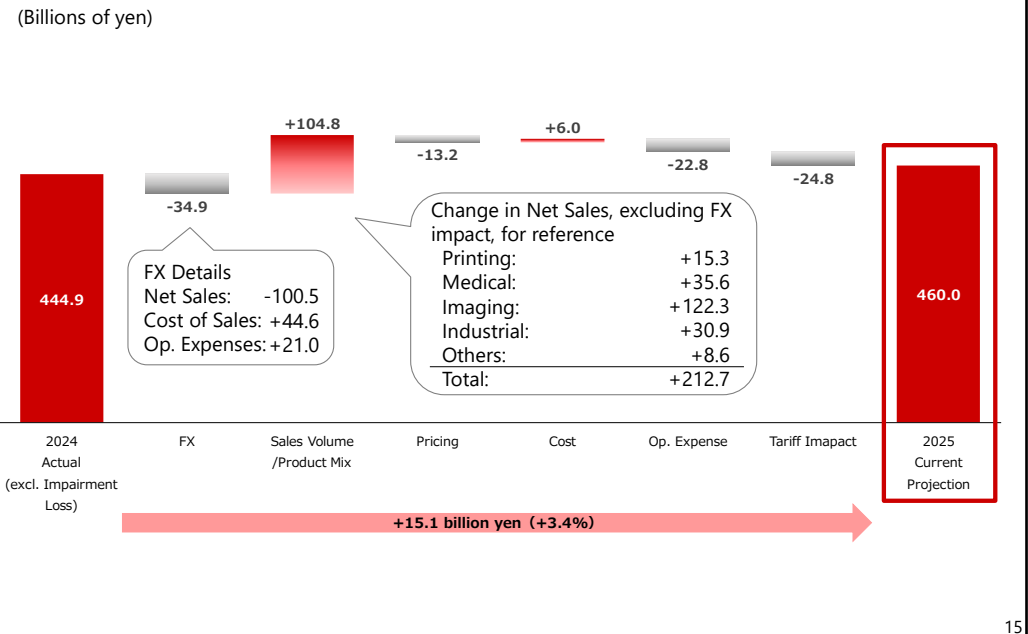 (Billions of yen)
+104.8
+6.0
-13.2
-22.8
-24.8
-34.9
444.9
460.0
FX Details
Net Sales: -100.5
Cost of Sales: +44.6
Op. Expenses: +21.0
Change in Net Sales, excluding FX
impact, for reference
Printing: +15.3
Medical: +35.6
Imaging: +122.3
Industrial: +30.9
Others: +8.6
Total: +212.7
2024
Actual
(excl. Impairment
Loss)
FX
Sales Volume
/Product Mix
Pricing
Cost
Op. Expense
Tariff Imapact
2025
Current
Projection
+15.1 billion yen（+3.4%）
15